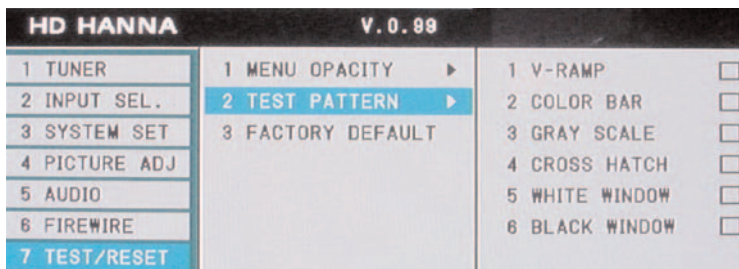 HD HANNA V.0.99
1 TUNER
2 INPUT SEL.
3 SYSTEM SET
4 PICTURE ADJ
5 AUDIO
6 FIREWIRE
7 TEST/RESET
1 MENU OPACITY
2 TEST PATTERN
3 FACTORY DEFAULT
1 V-RAMP
2 COLOR BAR
3 GRAY SCALE
4 CROSS HATCH
5 WHITE WINDOW
6 BLACK WINDOW